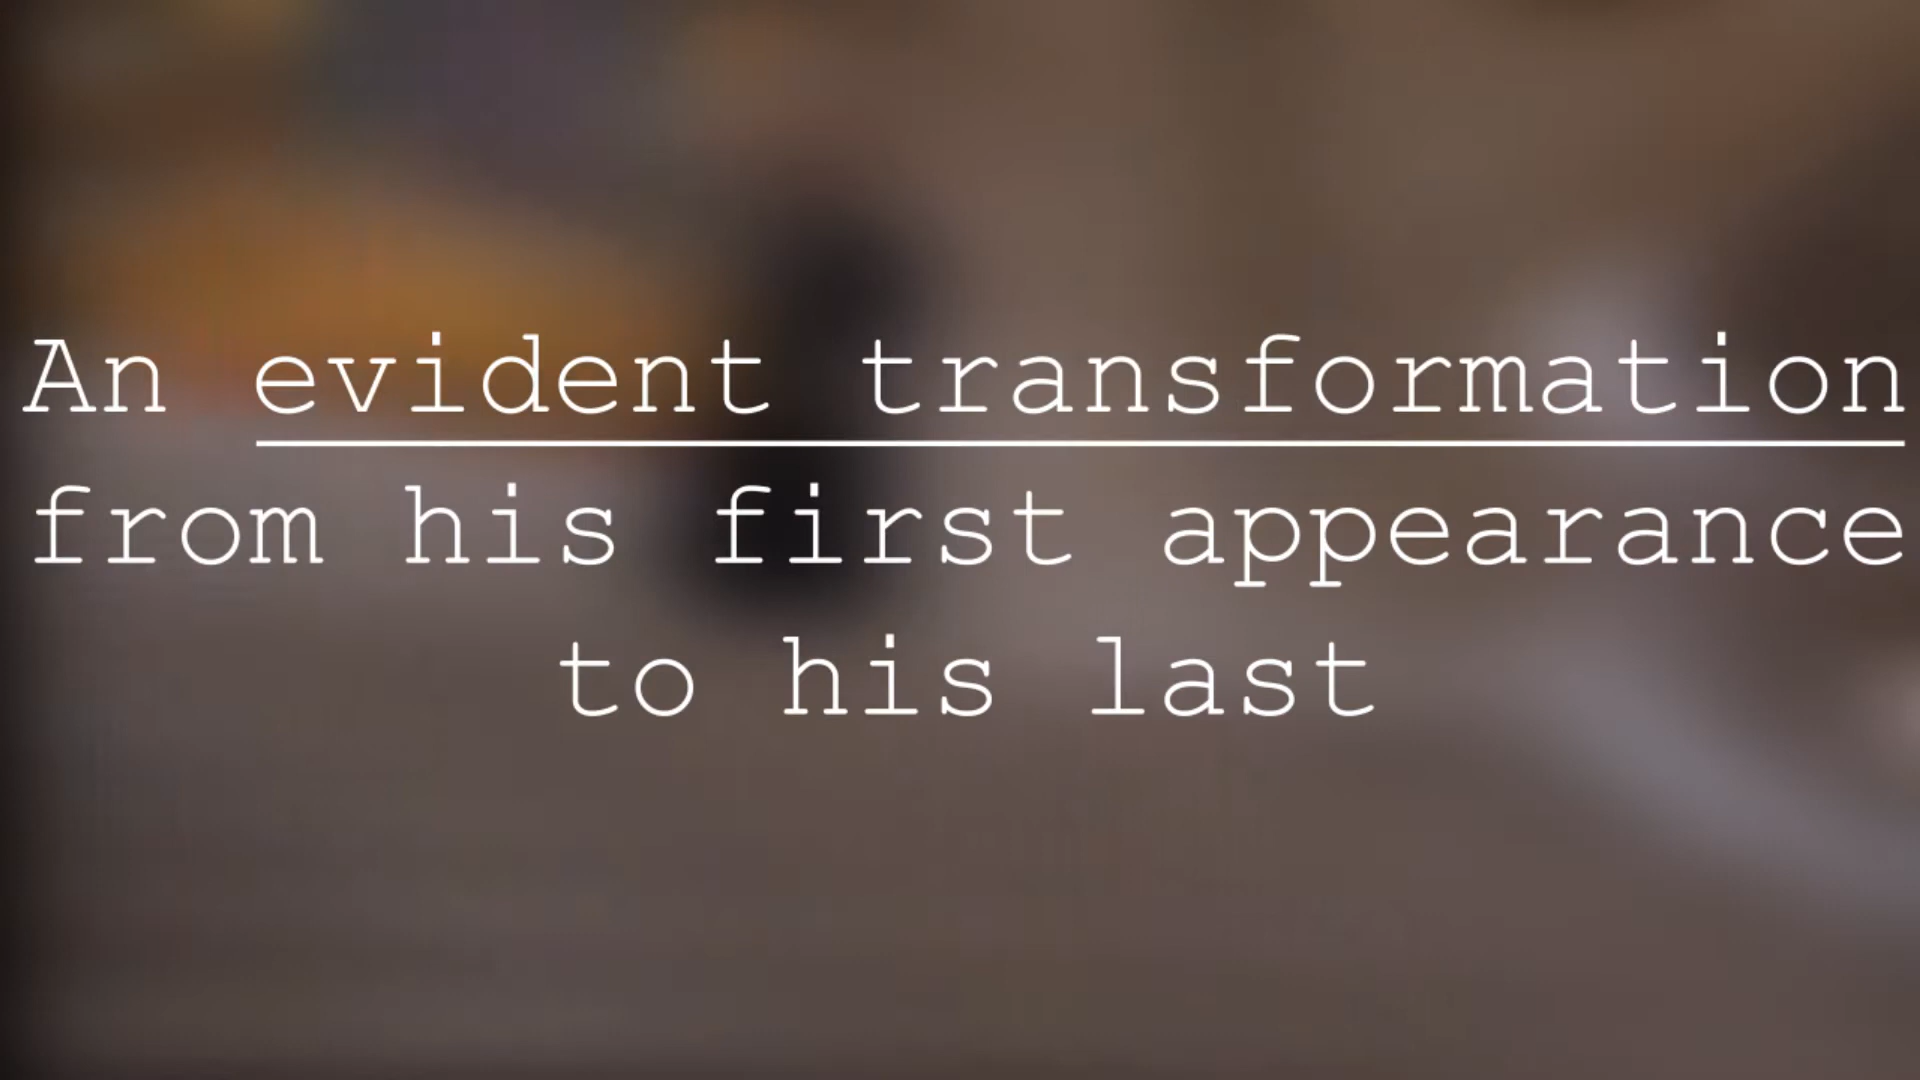 An evident transformation
from his first appearance
to his last